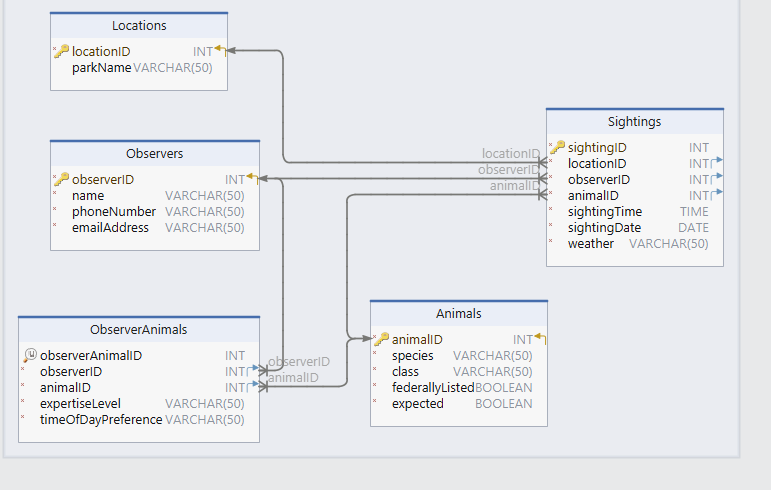 Locations
locationID INT
parkName VARCHAR(50)
Observers
observerID INT
name VARCHAR(50)
phoneNumber VARCHAR(50)
emailAddress VARCHAR(50)
locationID
observerID
animalID
Sightings
sightingID INT
locationID INT
observerID INT
animalID INT
sightingTime TIME
sightingDate DATE
weather VARCHAR(50)
ObserverAnimals
observerAnimalID INT
observerID INT
animalID INT
expertiseLevel VARCHAR(50)
timeOfDayPreference VARCHAR(50)
observerID
animalID
Animals
animalID INT
species VARCHAR(50)
class VARCHAR(50)
federallyListed BOOLEAN
expected BOOLEAN